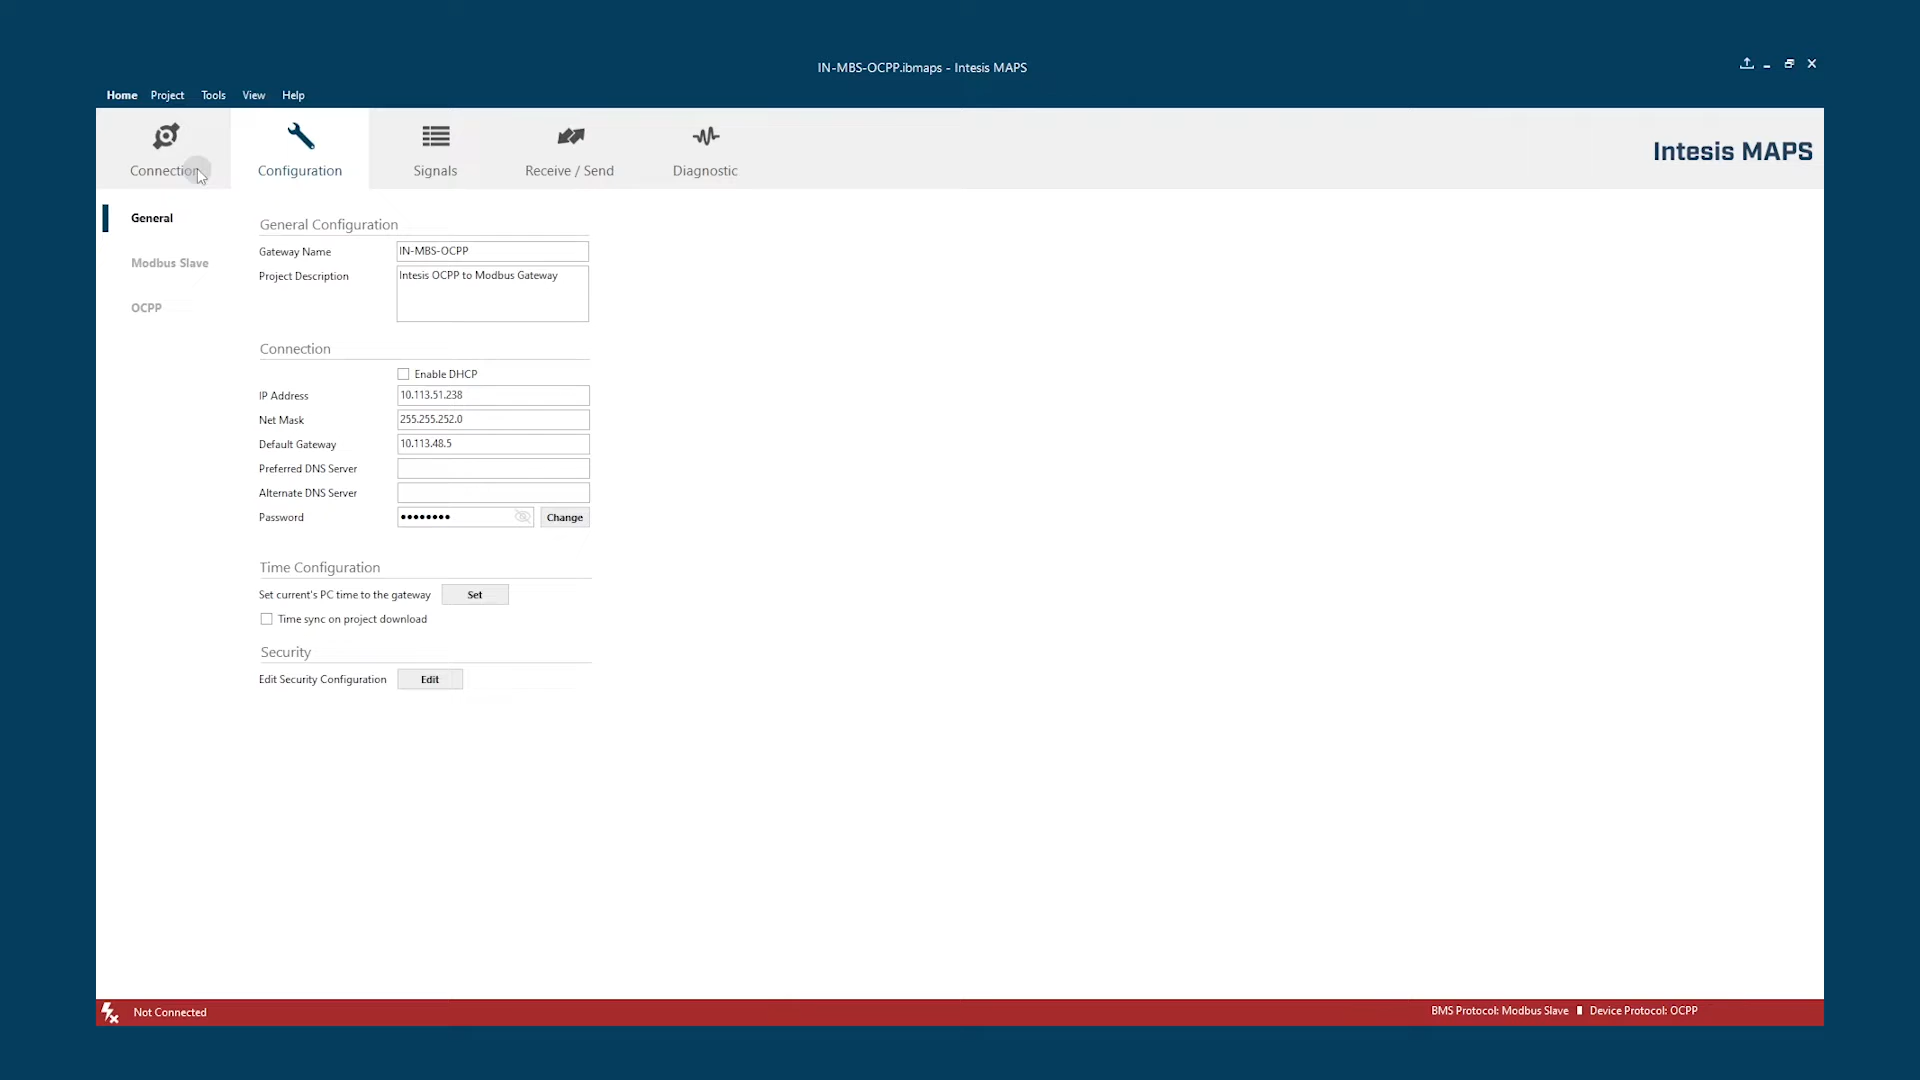 IN-MBS-OCPP.ibmaps - Intesis MAPS
Home Project Tools View Help
Connection Configuration Signals Receive / Send Diagnostic
Intesis MAPS
General
Modbus Slave
OCPP
General Configuration
Gateway Name IN-MBS-OCPP
Project Description Intesis OCPP to Modbus Gateway
Connection
Enable DHCP
IP Address 10.113.51.238
Net Mask 255.255.252.0
Default Gateway 10.113.48.5
Preferred DNS Server
Alternate DNS Server
Password •••••••• Change
Time Configuration
Set current's PC time to the gateway Set
Time sync on project download
Security
Edit Security Configuration Edit
Not Connected
BMS Protocol: Modbus Slave Device Protocol: OCPP